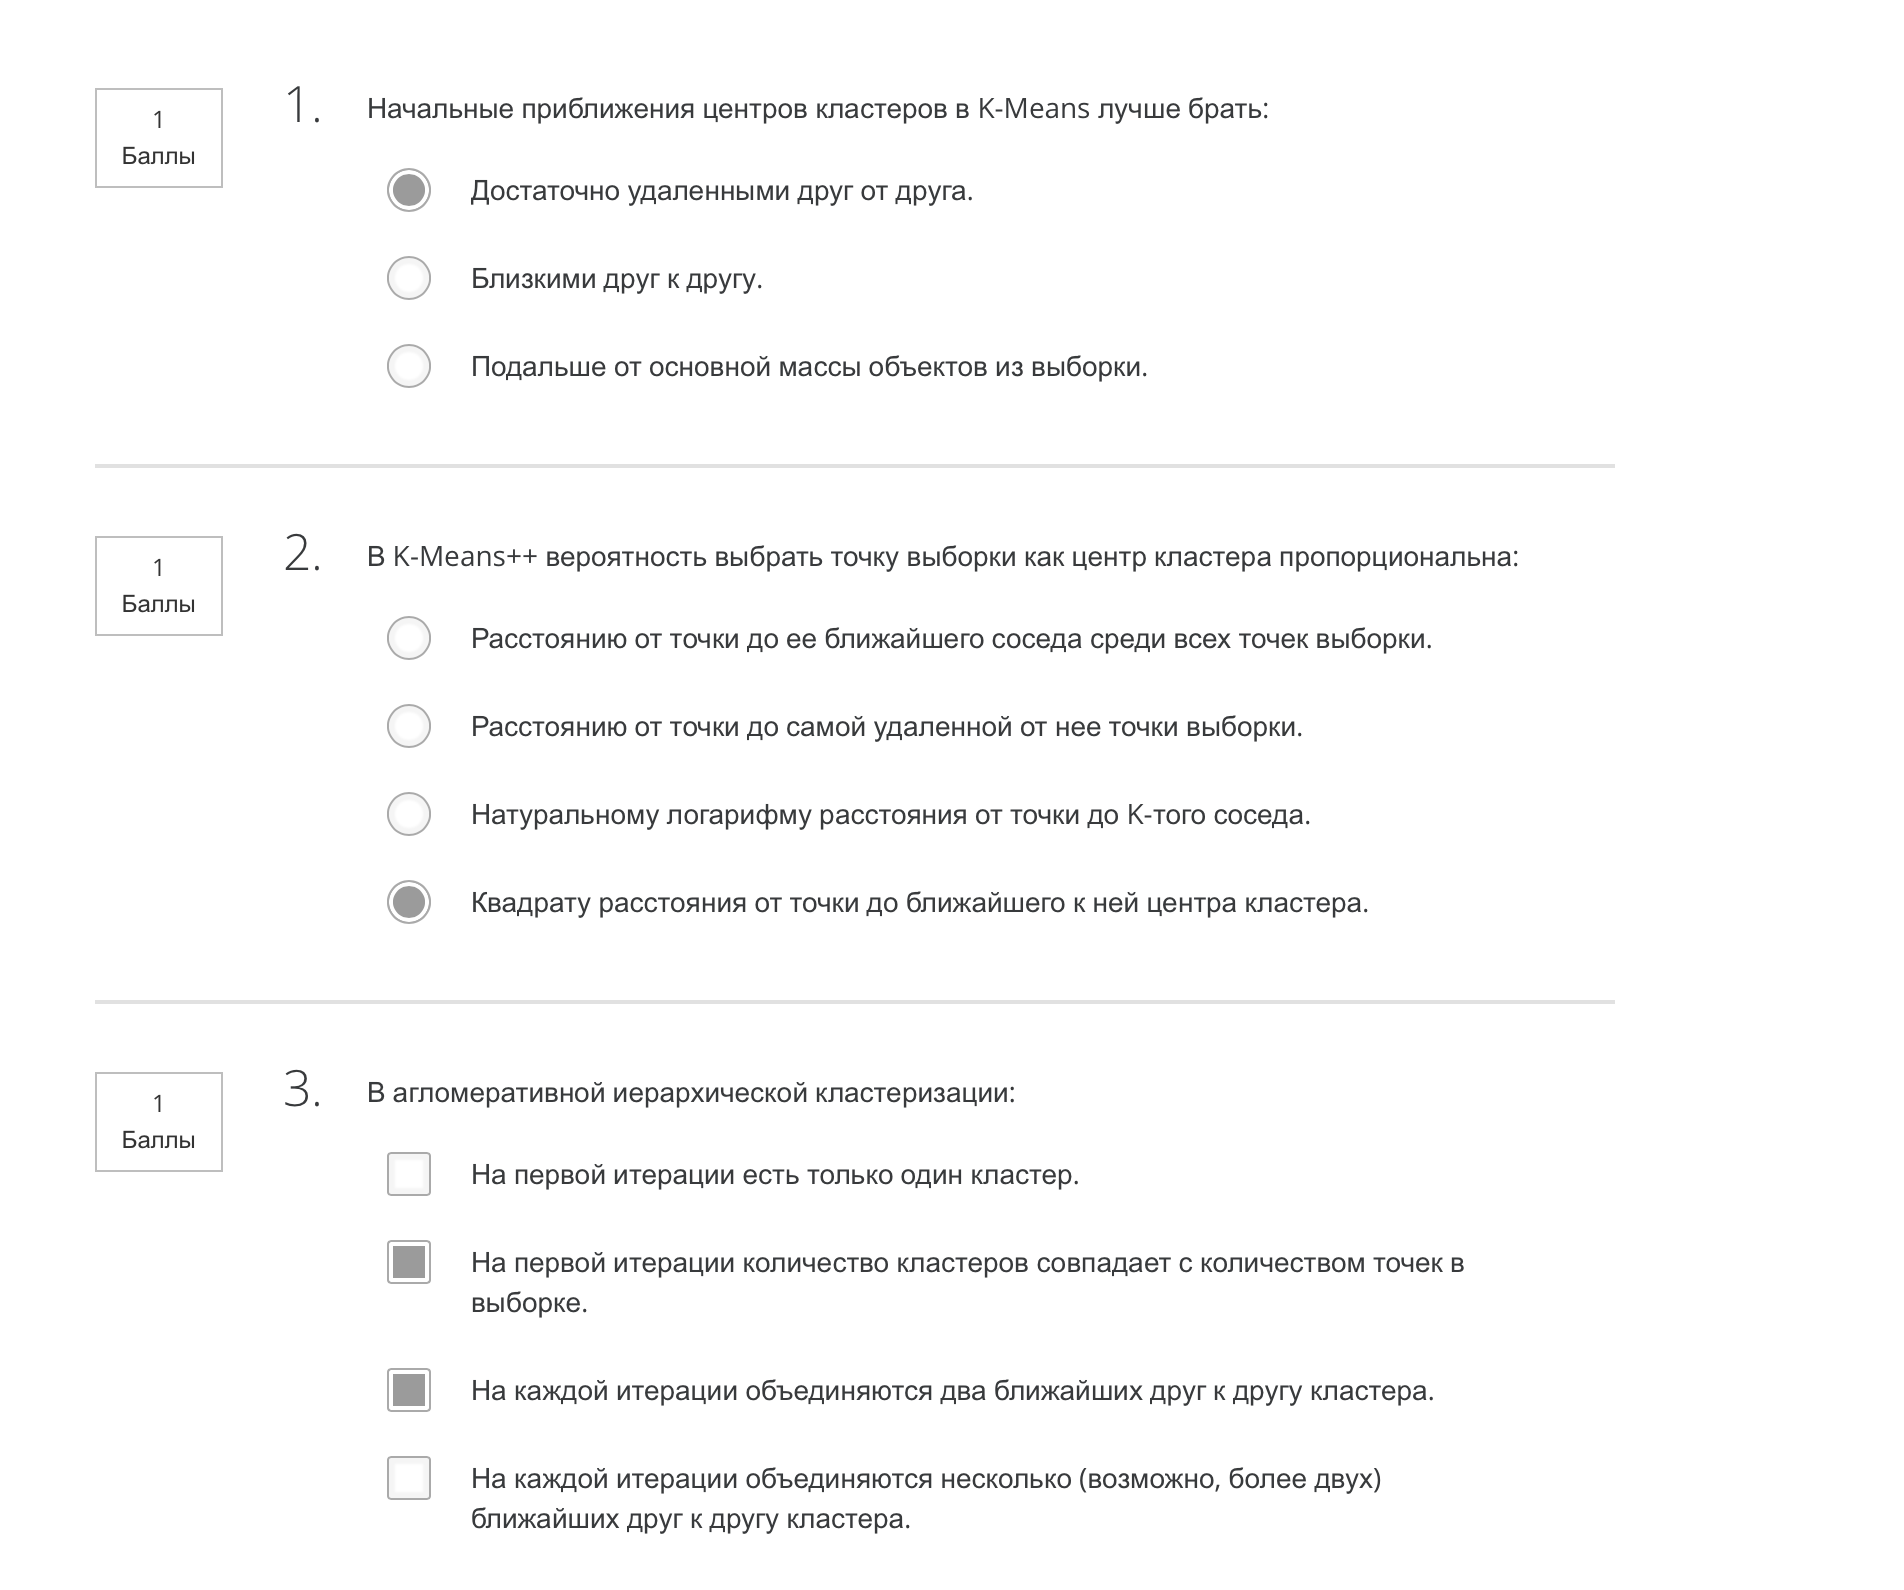 1
Баллы
1.
Начальные приближения центров кластеров в K-Means лучше брать:
Достаточно удаленными друг от друга.
Близкими друг к другу.
Подальше от основной массы объектов из выборки.
1
Баллы
2.
В K-Means++ вероятность выбрать точку выборки как центр кластера пропорциональна:
Расстоянию от точки до ее ближайшего соседа среди всех точек выборки.
Расстоянию от точки до самой удаленной от нее точки выборки.
Натуральному логарифму расстояния от точки до K-того соседа.
Квадрату расстояния от точки до ближайшего к ней центра кластера.
1
Баллы
3.
В агломеративной иерархической кластеризации:
На первой итерации есть только один кластер.
На первой итерации количество кластеров совпадает с количеством точек в
выборке.
На каждой итерации объединяются два ближайших друг к другу кластера.
На каждой итерации объединяются несколько (возможно, более двух)
ближайших друг к другу кластера.